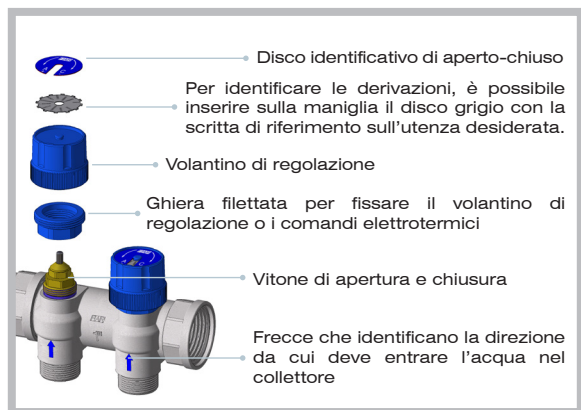 Disco identificativo di aperto-chiuso
Per identificare le derivazioni, è possibile
inserire sulla maniglia il disco grigio con la
scritta di riferimento sull'utenza desiderata.
Volantino di regolazione
Ghiera filettata per fissare il volantino di
regolazione o i comandi elettrotermici
Vitone di apertura e chiusura
Frecce che identificano la direzione
da cui deve entrare l'acqua nel
collettore